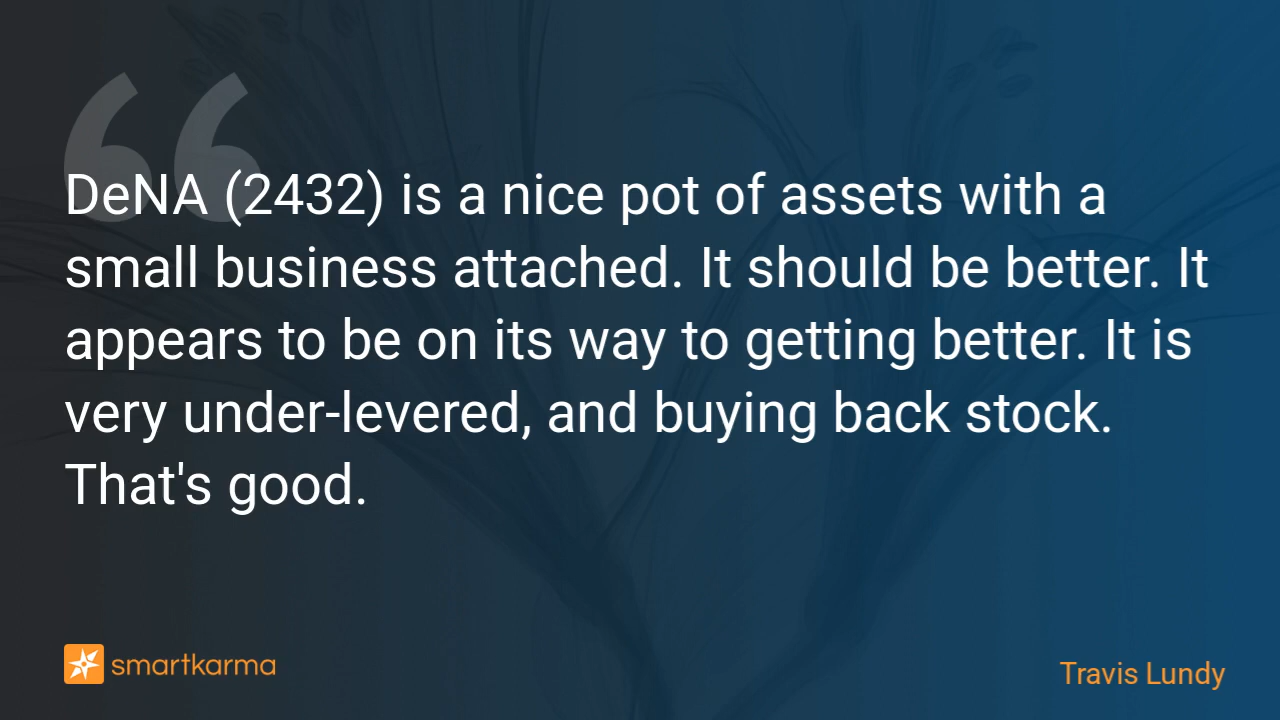 DeNA (2432) is a nice pot of assets with a
small business attached. It should be better. It
appears to be on its way to getting better. It is
very under-levered, and buying back stock.
That's good.
smartkarma
Travis Lundy